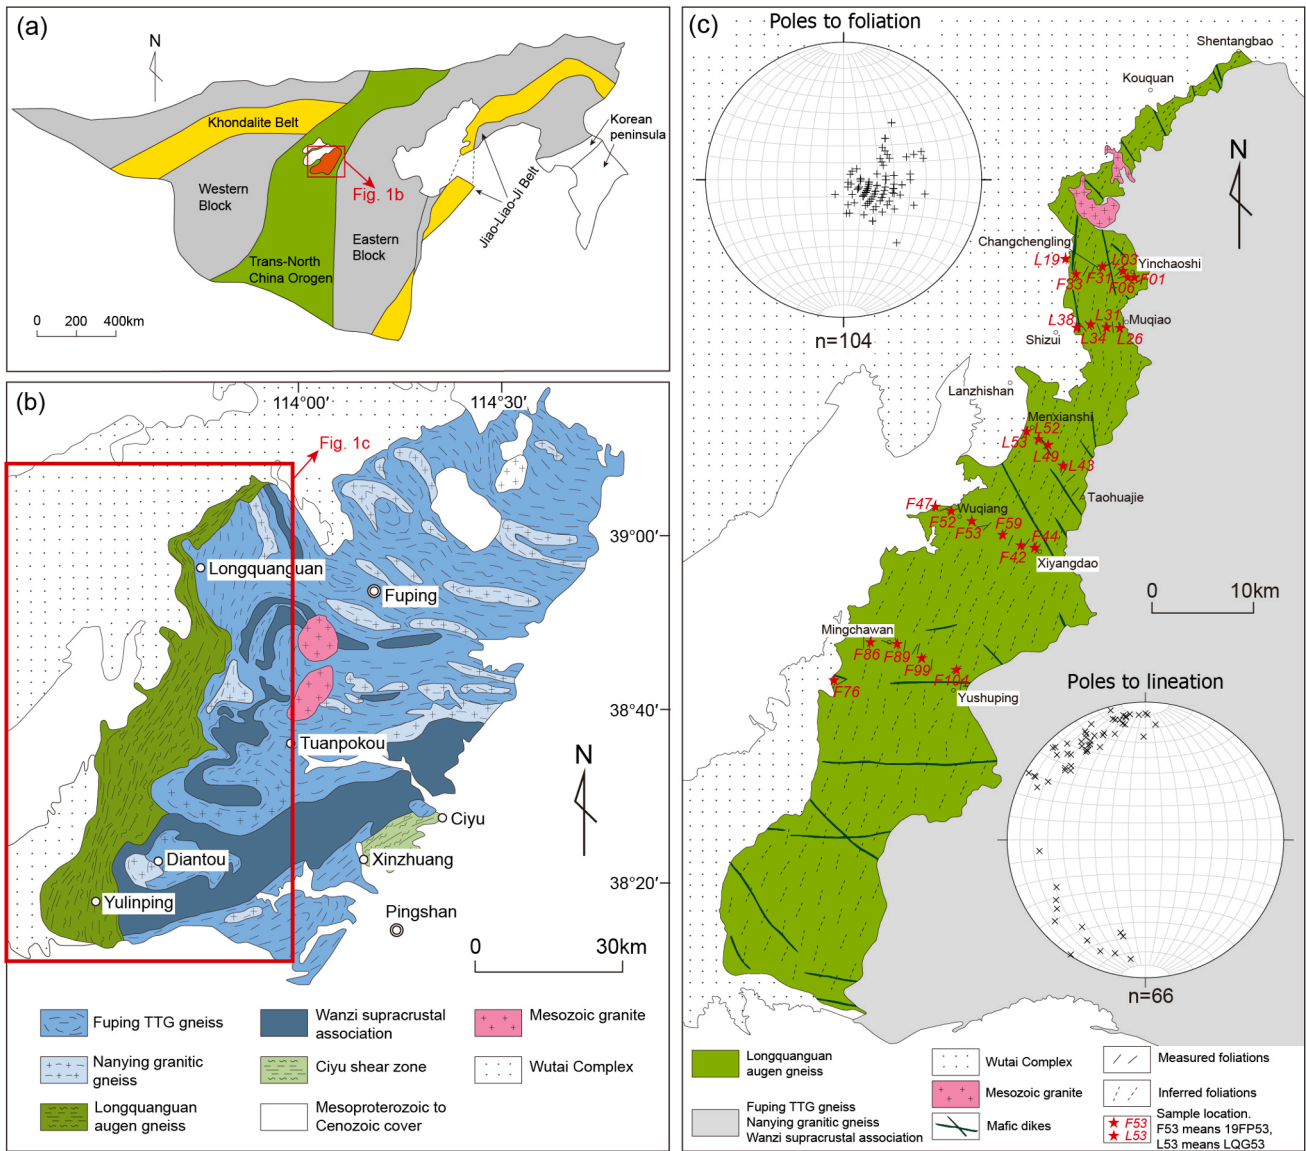 (a)
N
Khondalite Belt
Korean
peninsula
Western
Block
Fig. 1b
Jiao-Liao-Ji Belt
Eastern
Block
Trans-North
China Orogen
0 200 400km
(b)
114°00′ 114°30′
Fig. 1c
39°00′
Longquanguan
Fuping
38°40′
Tuanpokou
N
Ciyu
Diantou
Xinzhuang
38°20′
Yulinping
Pingshan
0 30km
Fuping TTG gneiss
Nanying granitic
gneiss
Longquanguan
augen gneiss
Wanzi supracrustal
association
Ciyu shear zone
Mesoproterozoic to
Cenozoic cover
Mesozoic granite
Wutai Complex
(c)
Poles to foliation
n=104
Shentangbao
Kouquan
N
Changchengling
L19
L03
Yinchaoshi
F33
F31
F06
F01
L38
L31
Muqiao
Shizui
L34
L26
Lanzhishan
Menxianshi
L52
L53
L49
L43
Taohuajie
F47
Wuqiang
F52
F53
F59
F44
F42
Xiyangdao
0 10km
Mingchawan
F86
F89
F99
F104
F76
Yushuping
Poles to lineation
n=66
Longquanguan
augen gneiss
Fuping TTG gneiss
Nanying granitic gneiss
Wanzi supracrustal association
Wutai Complex
Mesozoic granite
Mafic dikes
Measured foliations
Inferred foliations
F53
L53
Sample location.
F53 means 19FP53,
L53 means LQG53